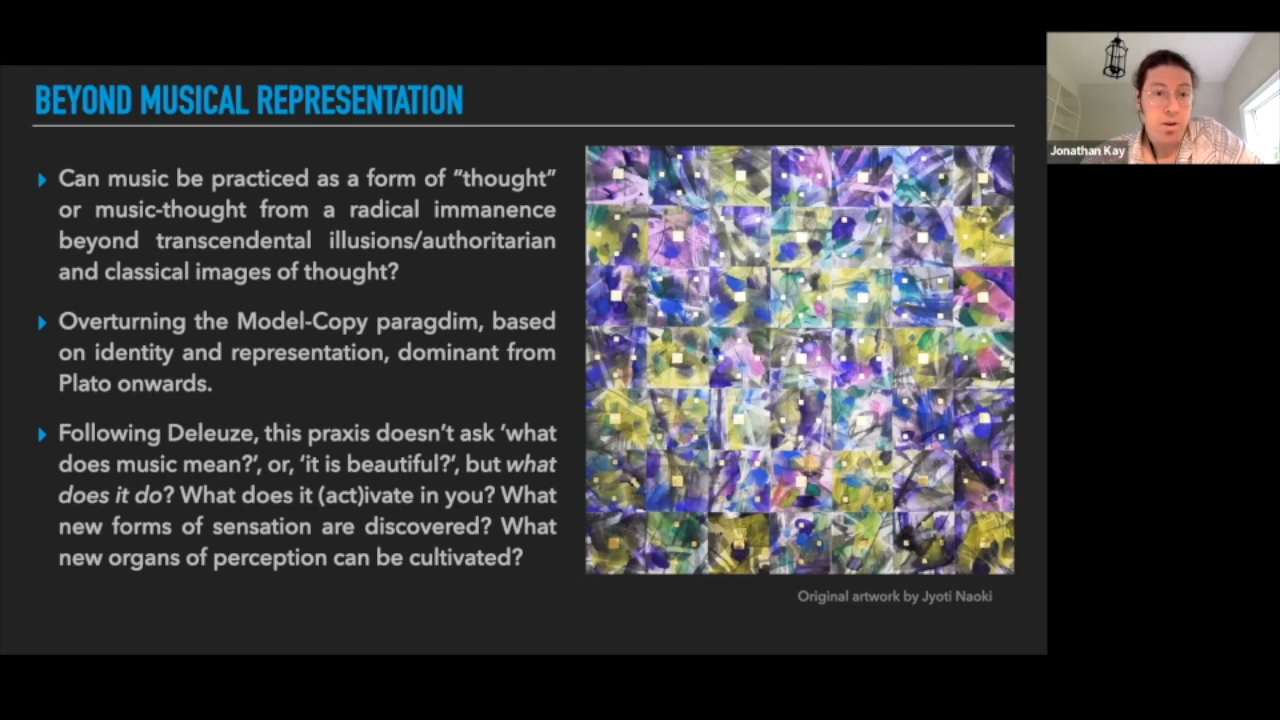 BEYOND MUSICAL REPRESENTATION
Can music be practiced as a form of “thought”
or music-thought from a radical immanence
beyond transcendental illusions/authoritarian
and classical images of thought?
Overturning the Model-Copy paragdim, based
on identity and representation, dominant from
Plato onwards.
Following Deleuze, this praxis doesn’t ask ‘what
does music mean?’, or, ‘it is beautiful?’, but what
does it do? What does it (act)ivate in you? What
new forms of sensation are discovered? What
new organs of perception can be cultivated?
Original artwork by Jyoti Naoki
Jonathan Kay